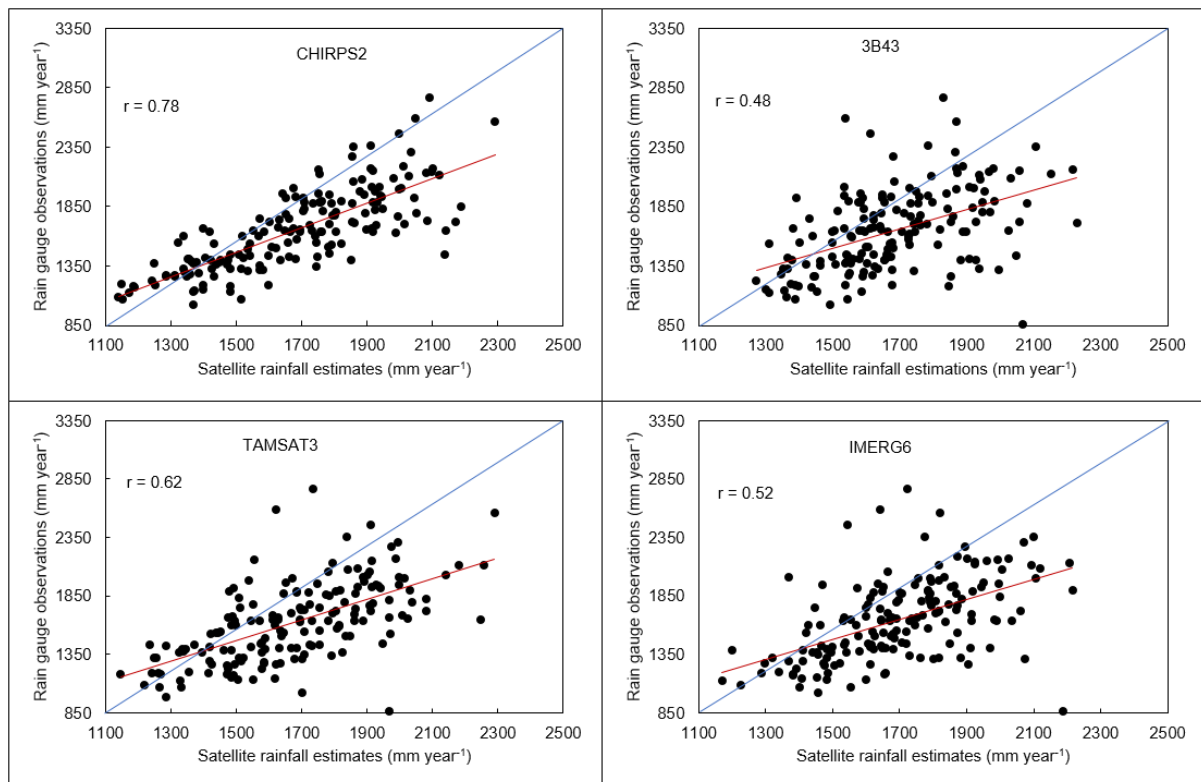 CHIRPS2
r = 0.78
Rain gauge observations (mm year⁻¹)
3350
2850
2350
1850
1350
850
1100 1300 1500 1700 1900 2100 2300 2500
Satellite rainfall estimates (mm year⁻¹)
3B43
r = 0.48
Rain gauge observations (mm year⁻¹)
3350
2850
2350
1850
1350
850
1100 1300 1500 1700 1900 2100 2300 2500
Satellite rainfall estimations (mm year⁻¹)
TAMSAT3
r = 0.62
Rain gauge observations (mm year⁻¹)
3350
2850
2350
1850
1350
850
1100 1300 1500 1700 1900 2100 2300 2500
Satellite rainfall estimates (mm year⁻¹)
IMERG6
r = 0.52
Rain gauge observations (mm year⁻¹)
3350
2850
2350
1850
1350
850
1100 1300 1500 1700 1900 2100 2300 2500
Satellite rainfall estimates (mm year⁻¹)